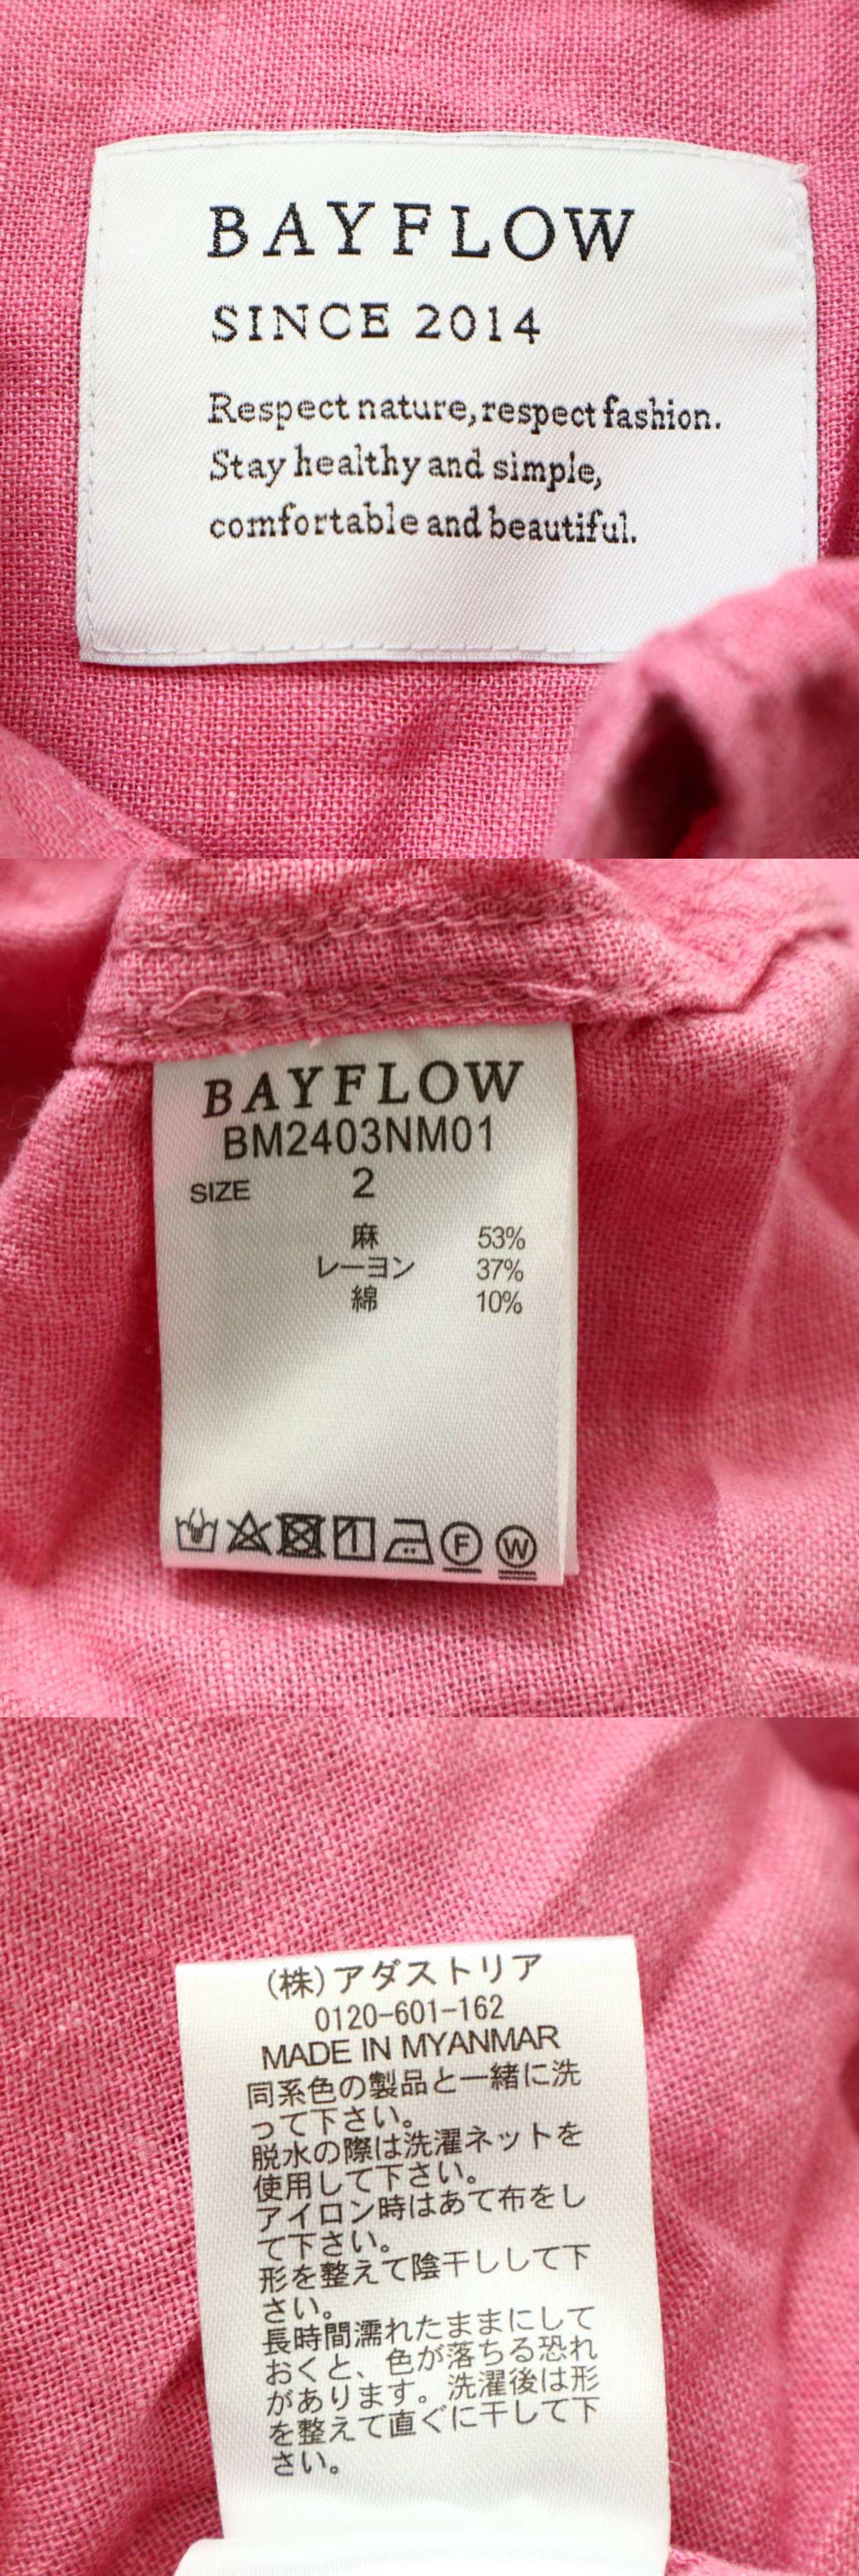 BAYFLOW
SINCE 2014
Respect nature, respect fashion.
Stay healthy and simple,
comfortable and beautiful.
BAYFLOW
BM2403NM01
SIZE 2
麻 53%
レーヨン 37%
綿 10%
F W
(株)アダストリア
0120-601-162
MADE IN MYANMAR
同系色の製品と一緒に洗
って下さい。
脱水の際は洗濯ネットを
使用して下さい。
アイロン時はあて布をし
て下さい。
形を整えて陰干しして下
さい。
長時間濡れたままにして
おくと、色が落ちる恐れ
があります。洗濯後は形
を整えて直ぐに干して下
さい。